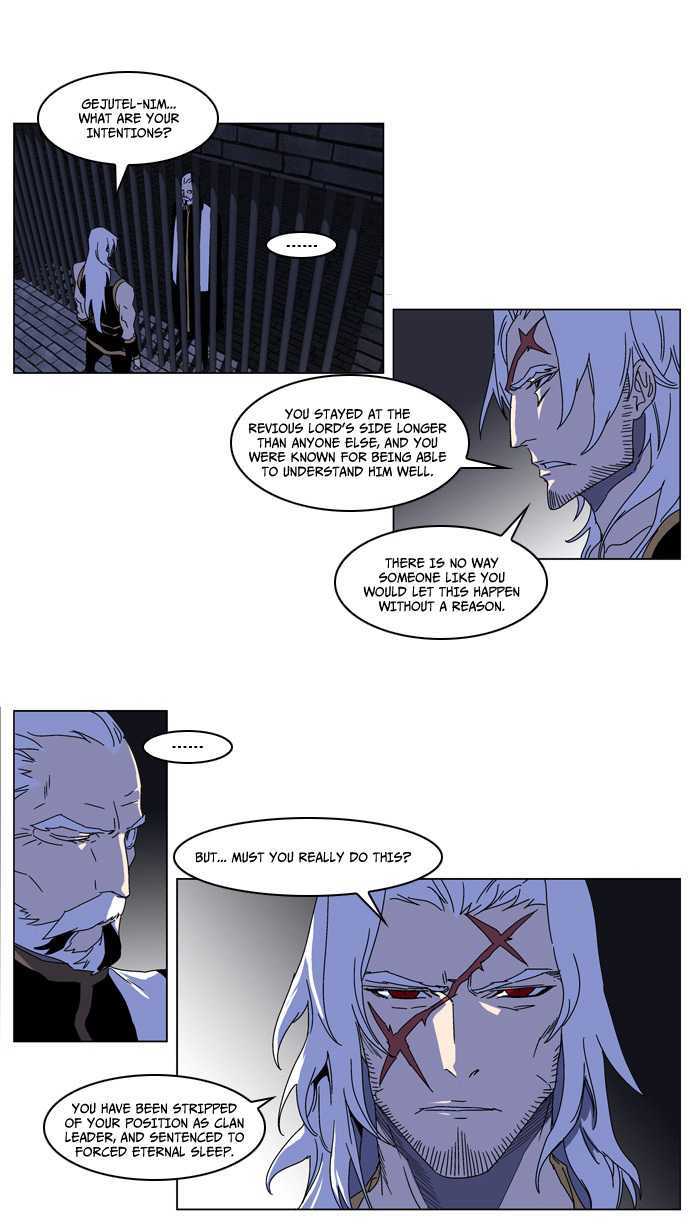 GEJUTEL-NIM...
WHAT ARE YOUR
INTENTIONS?
------
YOU STAYED AT THE
REVIOUS LORD'S SIDE LONGER
THAN ANYONE ELSE, AND YOU
WERE KNOWN FOR BEING ABLE
TO UNDERSTAND HIM WELL.
THERE IS NO WAY
SOMEONE LIKE YOU
WOULD LET THIS HAPPEN
WITHOUT A REASON.
------
BUT... MUST YOU REALLY DO THIS?
YOU HAVE BEEN STRIPPED
OF YOUR POSITION AS CLAN
LEADER, AND SENTENCED TO
FORCED ETERNAL SLEEP.